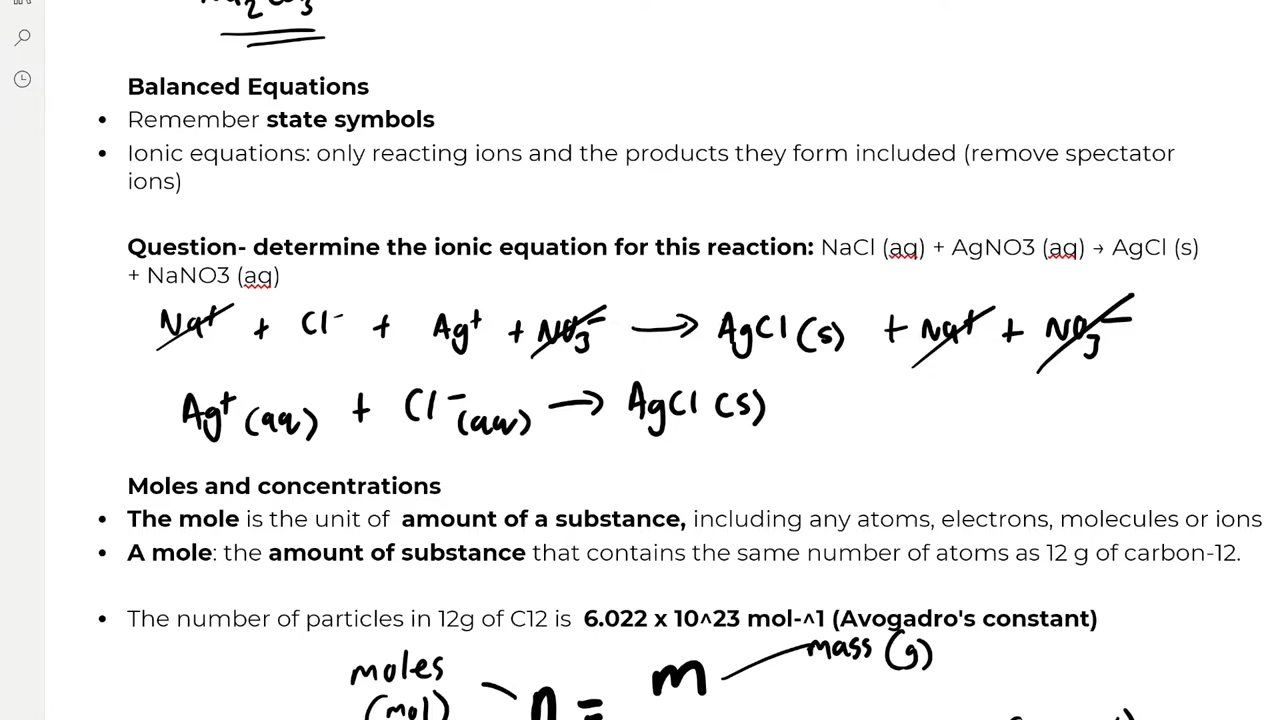 Balanced Equations
• Remember state symbols
• Ionic equations: only reacting ions and the products they form included (remove spectator
ions)
Question- determine the ionic equation for this reaction: NaCl (aq) + AgNO3 (aq) → AgCl (s)
+ NaNO3 (aq)
Na⁺ + Cl⁻ + Ag⁺ + NO₃⁻ → AgCl (s) + Na⁺ + NO₃⁻
Ag⁺ (aq) + Cl⁻ (aq) → AgCl (s)
Moles and concentrations
• The mole is the unit of amount of a substance, including any atoms, electrons, molecules or ions
• A mole: the amount of substance that contains the same number of atoms as 12 g of carbon-12.
• The number of particles in 12g of C12 is 6.022 x 10^23 mol-^1 (Avogadro's constant)
mass (g)
moles
(mol)
n = m